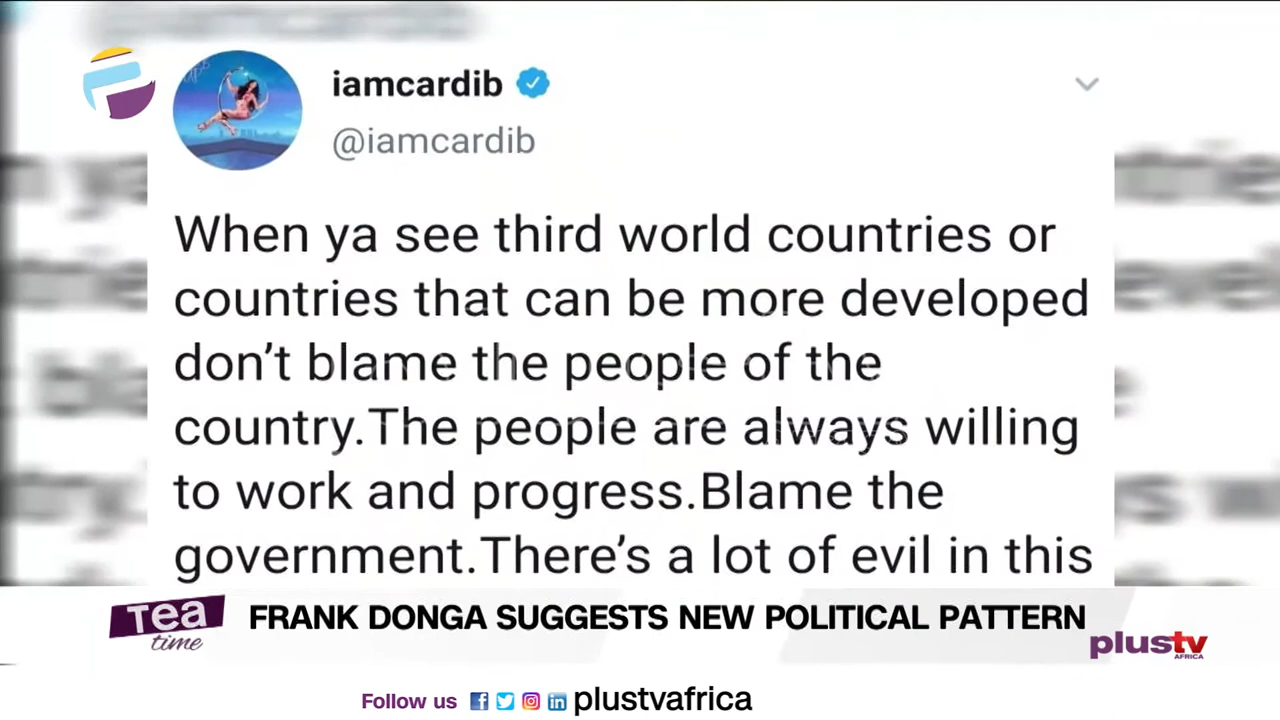 iamcardib
@iamcardib
When ya see third world countries or
countries that can be more developed
don't blame the people of the
country.The people are always willing
to work and progress.Blame the
government.There's a lot of evil in this
Tea
time
FRANK DONGA SUGGESTS NEW POLITICAL PATTERN
plustv
AFRICA
Follow us plustvafrica